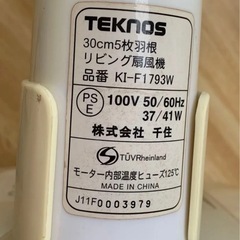 TEKNOS
30cm5枚羽根
リビング扇風機
品番 KI-F1793W
PS
E
100V 50/60Hz
37/41W
株式会社 千住
TÜVRheinland
モーター内部温度ヒューズ125℃
MADE IN CHINA
J11F0003979